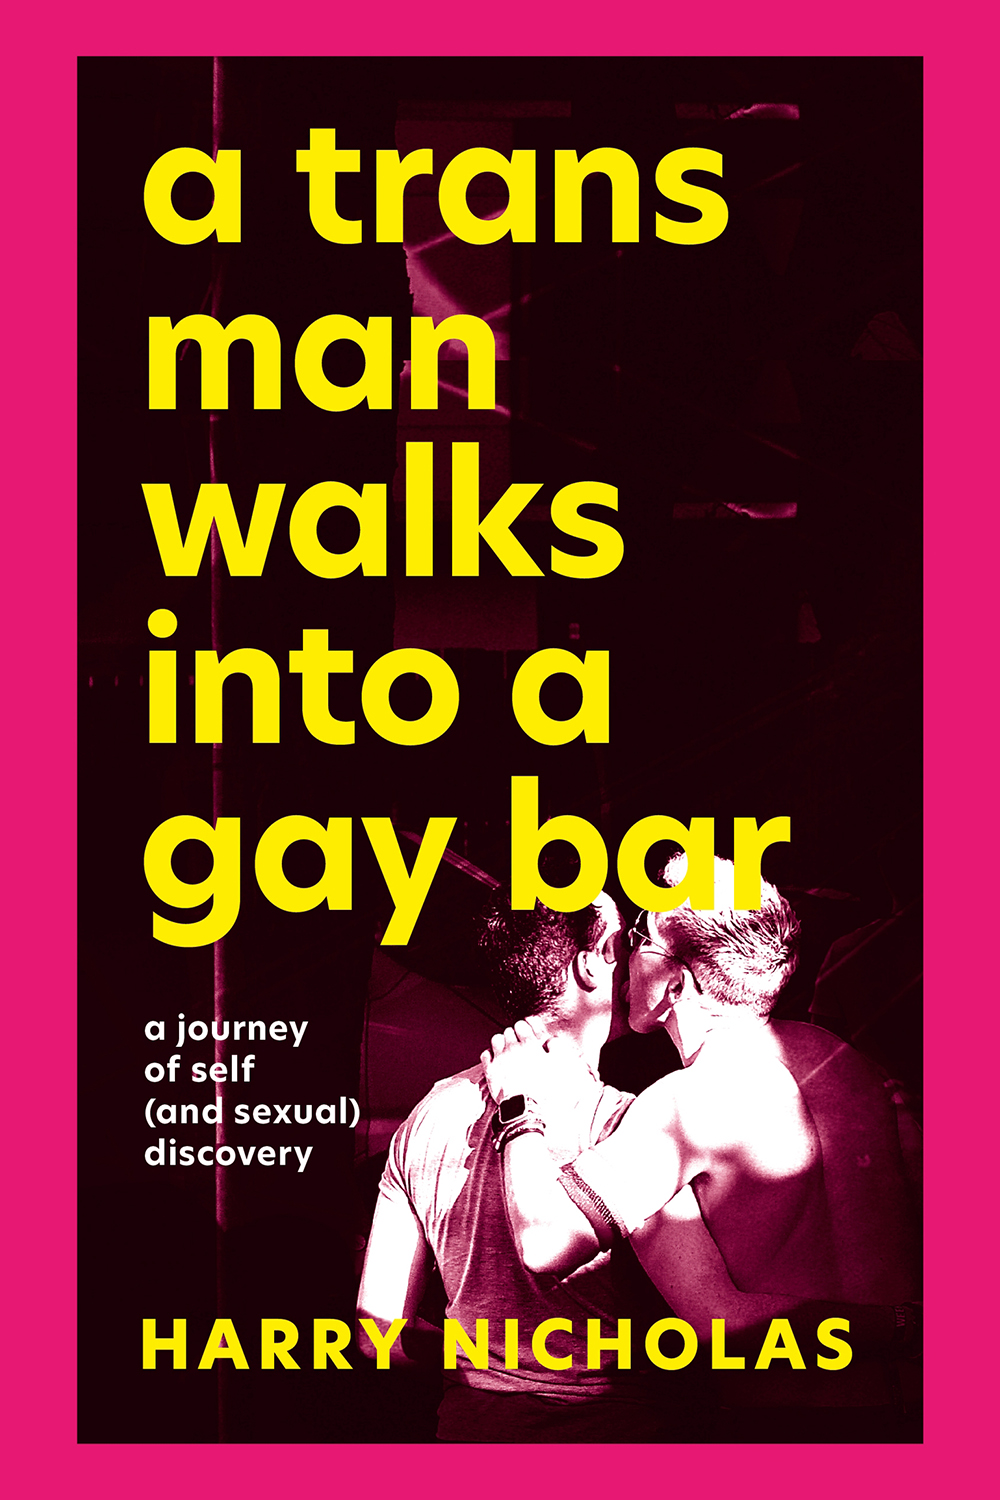 a trans
man
walks
into a
gay bar
a journey
of self
(and sexual)
discovery
HARRY NICHOLAS